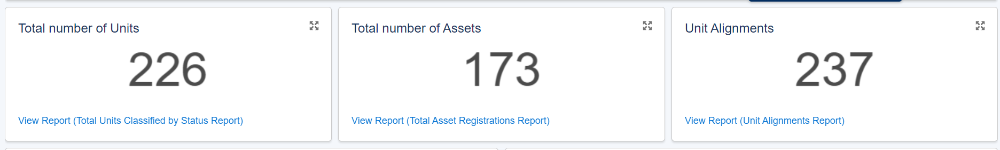 Total number of Units
226
View Report (Total Units Classified by Status Report)
Total number of Assets
173
View Report (Total Asset Registrations Report)
Unit Alignments
237
View Report (Unit Alignments Report)